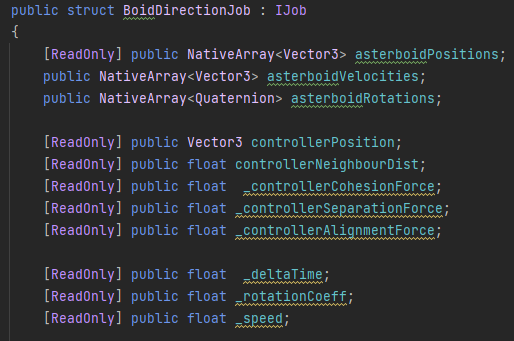 public struct BoidDirectionJob : IJob
{
[ReadOnly] public NativeArray<Vector3> asterboidPositions;
public NativeArray<Vector3> asterboidVelocities;
public NativeArray<Quaternion> asterboidRotations;
[ReadOnly] public Vector3 controllerPosition;
[ReadOnly] public float controllerNeighbourDist;
[ReadOnly] public float  _controllerCohesionForce;
[ReadOnly] public float _controllerSeparationForce;
[ReadOnly] public float _controllerAlignmentForce;
[ReadOnly] public float  _deltaTime;
[ReadOnly] public float _rotationCoeff;
[ReadOnly] public float _speed;